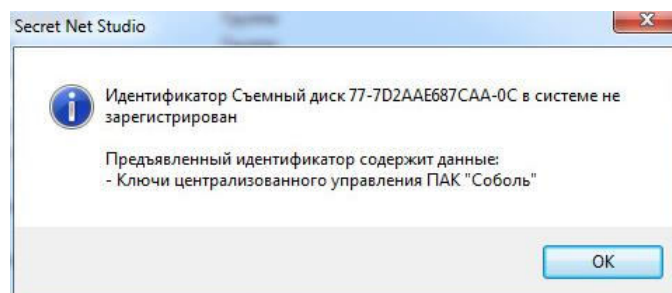 Secret Net Studio
Идентификатор Съемный диск 77-7D2AAE687CAA-0C в системе не
зарегистрирован
Предъявленный идентификатор содержит данные:
- Ключи централизованного управления ПАК "Соболь"
OK